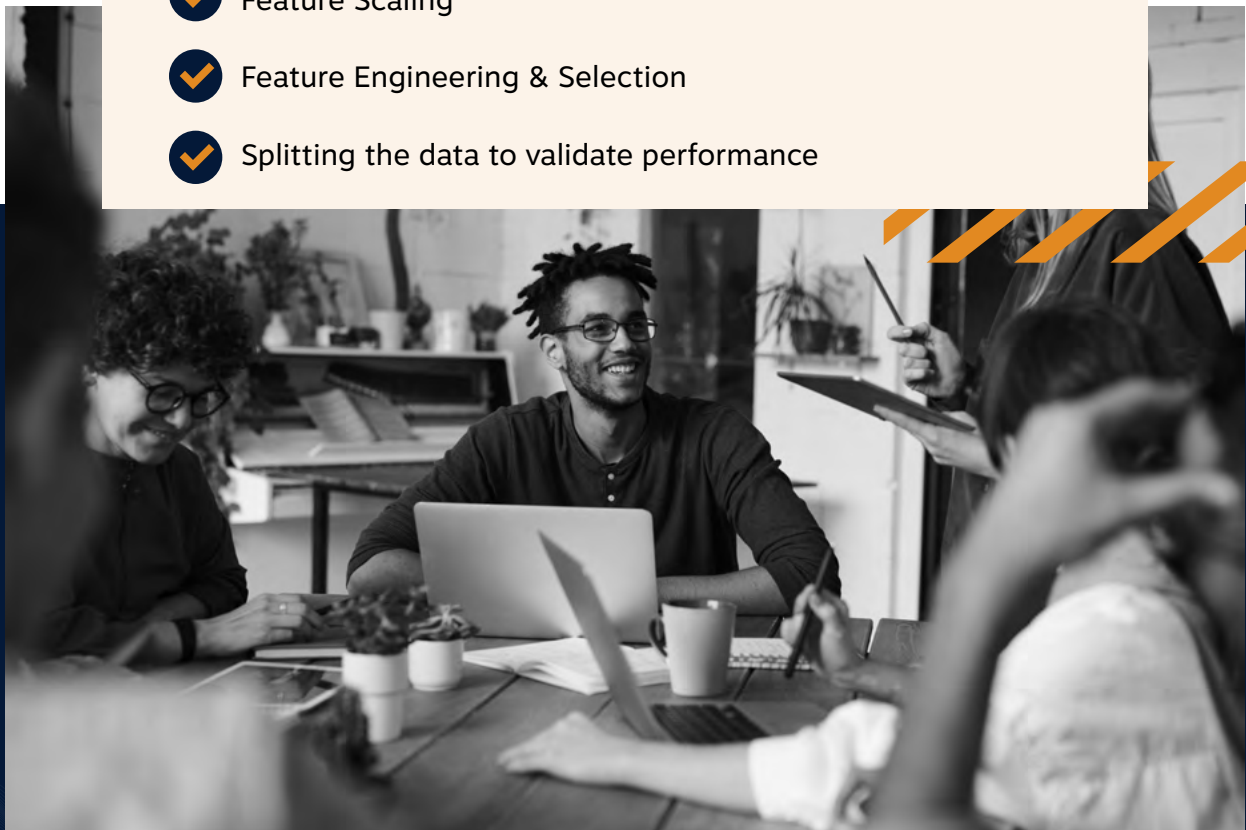 Feature Scaling
Feature Engineering & Selection
Splitting the data to validate performance